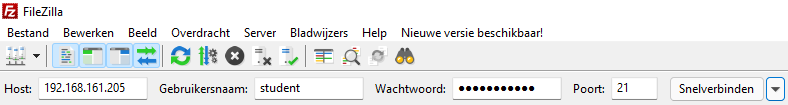 FileZilla
Bestand Bewerken Beeld Overdracht Server Bladwijzers Help Nieuwe versie beschikbaar!
Host: 192.168.161.205 Gebruikersnaam: student Wachtwoord: ●●●●●●●●●●● Poort: 21 Snelverbinden